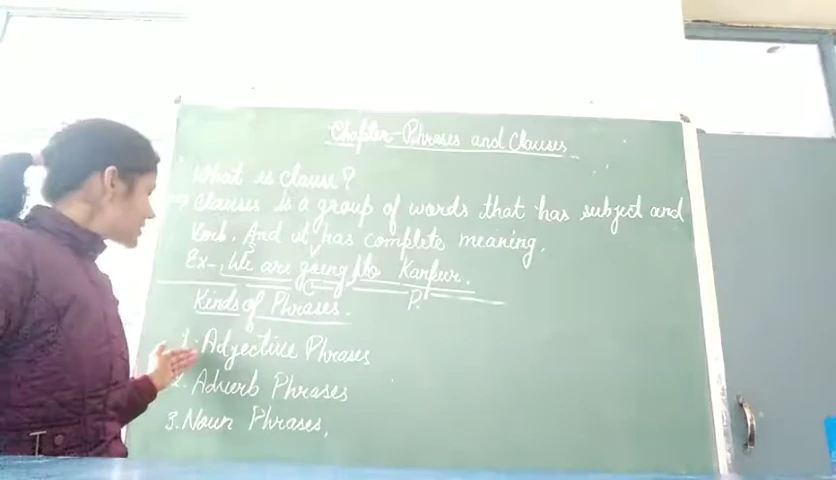 Chapter - Phrases and Clauses
What is clause?
⇒ Clauses is a group of words that has subject and
Verb. And it has complete meaning.
S V
Ex-, We are going to Kanpur.
C P.
Kinds of Phrases.
1. Adjective Phrases
2. Adverb Phrases
3. Noun Phrases,